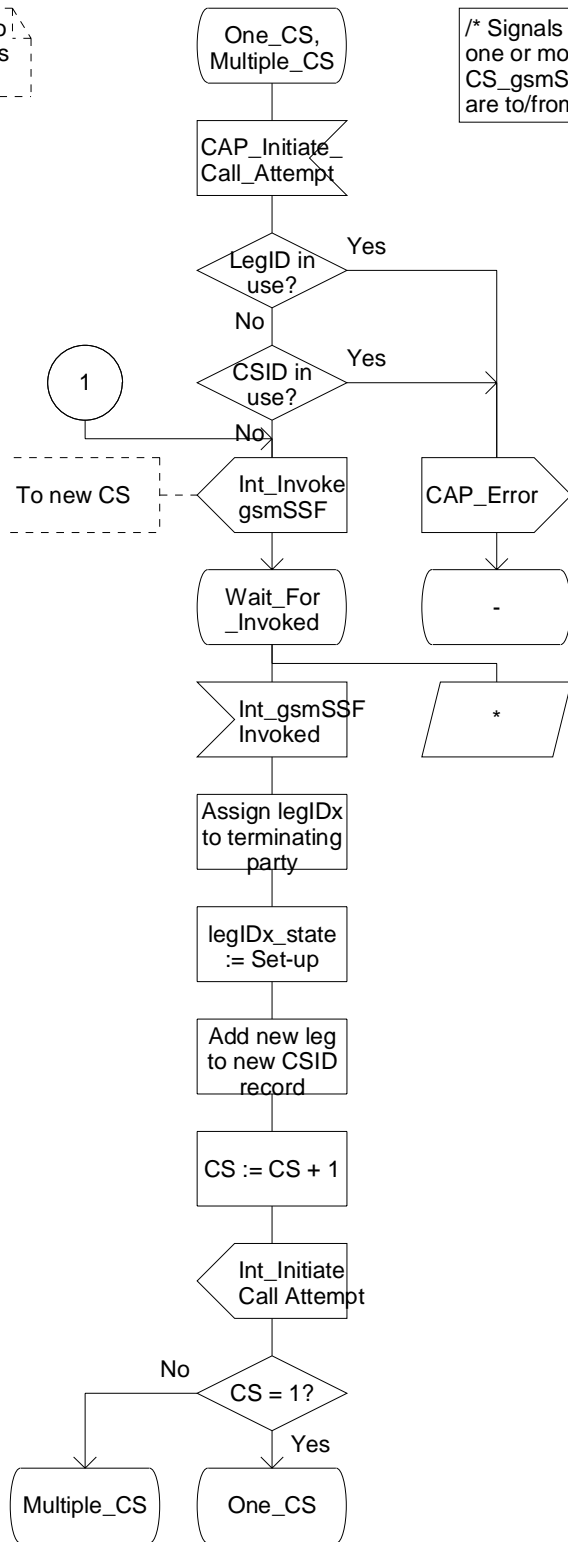 One_CS,
Multiple_CS
/* Signals
one or mo
CS_gsmS
are to/from
CAP_Initiate_
Call_Attempt
LegID in
use?
Yes
No
CSID in
use?
Yes
1
No
To new CS
Int_Invoke
gsmSSF
CAP_Error
Wait_For
_Invoked
-
Int_gsmSSF
Invoked
*
Assign legIDx
to terminating
party
legIDx_state
:= Set-up
Add new leg
to new CSID
record
CS := CS + 1
Int_Initiate
Call Attempt
CS = 1?
No
Yes
Multiple_CS
One_CS